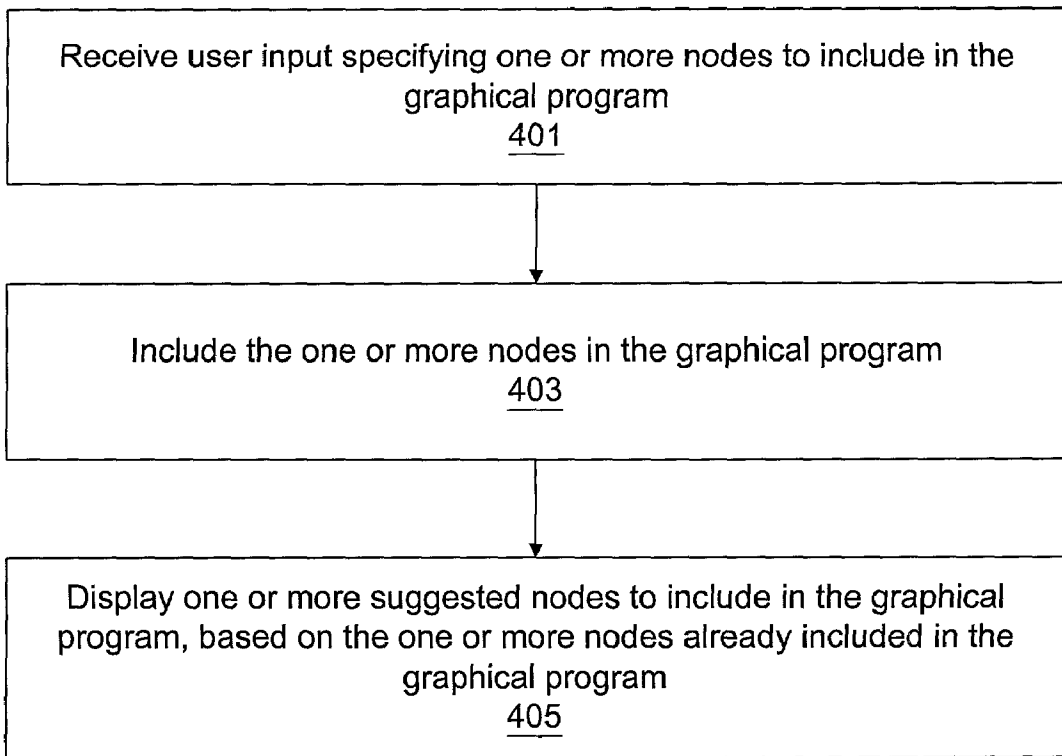 Receive user input specifying one or more nodes to include in the
graphical program
401
Include the one or more nodes in the graphical program
403
Display one or more suggested nodes to include in the graphical
program, based on the one or more nodes already included in the
graphical program
405